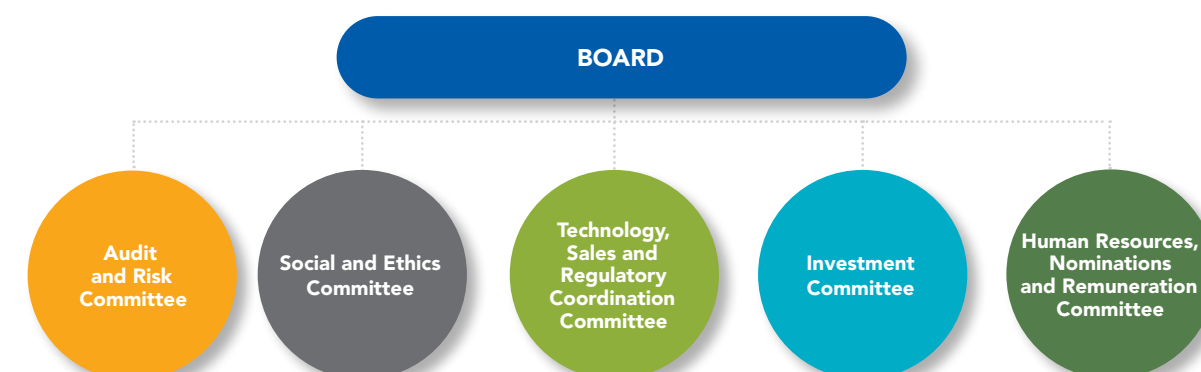 BOARD
Audit
and Risk
Committee
Social and Ethics
Committee
Technology,
Sales and
Regulatory
Coordination
Committee
Investment
Committee
Human Resources,
Nominations
and Remuneration
Committee